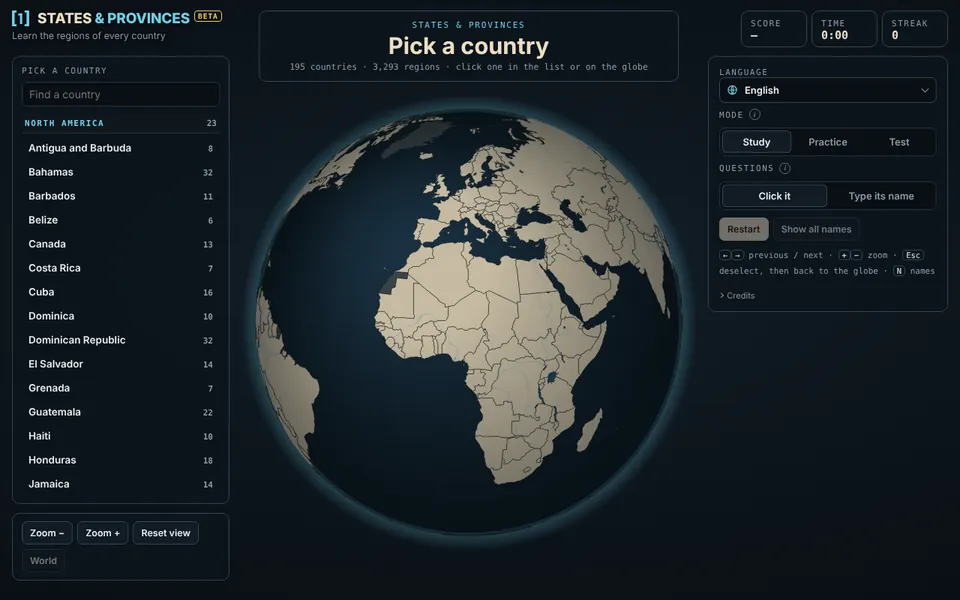 [1] STATES & PROVINCES BETA
Learn the regions of every country
STATES & PROVINCES
Pick a country
195 countries · 3,293 regions · click one in the list or on the globe
SCORE
–
TIME
0:00
STREAK
0
PICK A COUNTRY
Find a country
NORTH AMERICA 23
Antigua and Barbuda 8
Bahamas 32
Barbados 11
Belize 6
Canada 13
Costa Rica 7
Cuba 16
Dominica 10
Dominican Republic 32
El Salvador 14
Grenada 7
Guatemala 22
Haiti 10
Honduras 18
Jamaica 14
Zoom − Zoom + Reset view
World
LANGUAGE
English
MODE i
Study Practice Test
QUESTIONS i
Click it Type its name
Restart Show all names
← → previous / next · + − zoom · Esc
deselect, then back to the globe · N names
› Credits